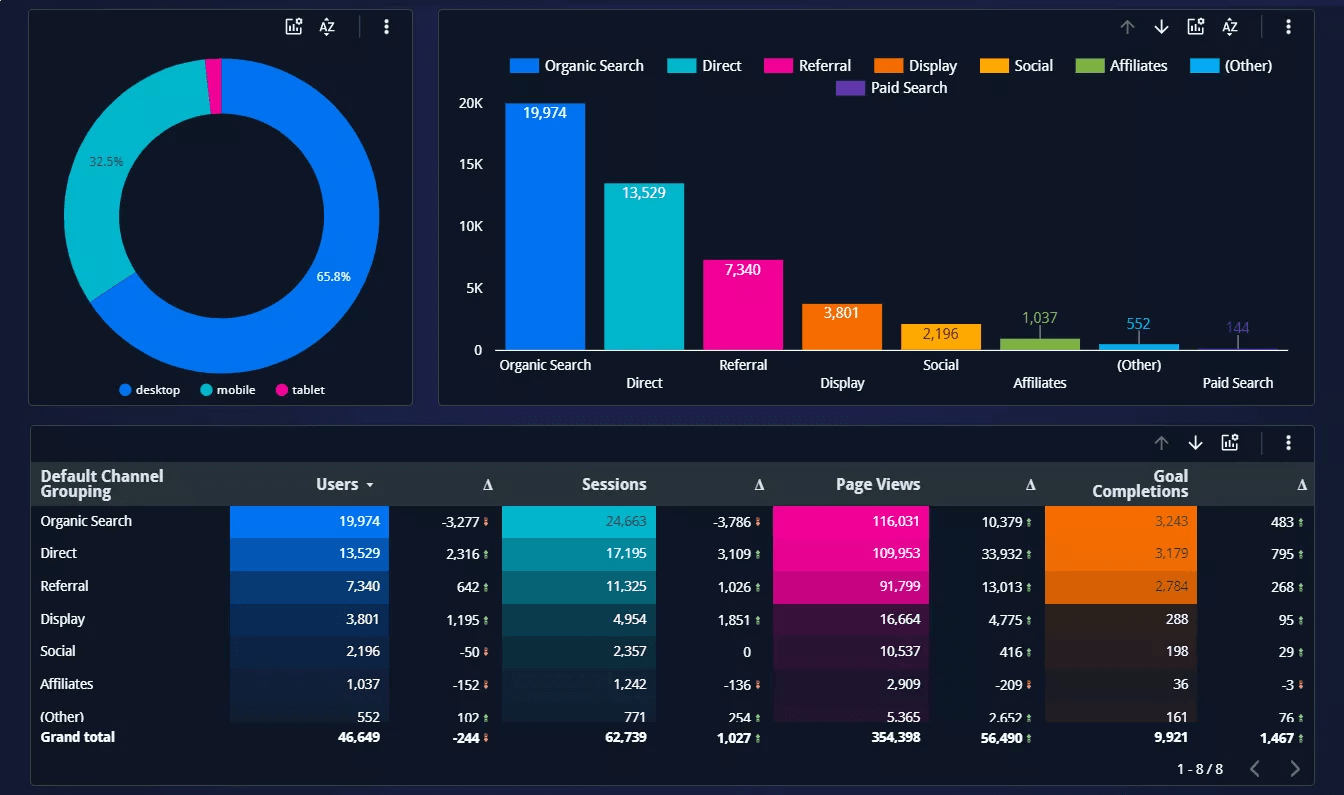 AZ
32.5%
65.8%
desktop mobile tablet
AZ
Organic Search Direct Referral Display Social Affiliates (Other)
Paid Search
20K
15K
10K
5K
0
19,974
13,529
7,340
3,801
2,196
1,037
552
144
Organic Search Direct Referral Display Social Affiliates (Other) Paid Search
Default Channel Grouping Users Δ Sessions Δ Page Views Δ Goal Completions Δ
Organic Search 19,974 -3,277 24,663 -3,786 116,031 10,379 3,243 483
Direct 13,529 2,316 17,195 3,109 109,953 33,932 3,179 795
Referral 7,340 642 11,325 1,026 91,799 13,013 2,784 268
Display 3,801 1,195 4,954 1,851 16,664 4,775 288 95
Social 2,196 -50 2,357 0 10,537 416 198 29
Affiliates 1,037 -152 1,242 -136 2,909 -209 36 -3
(Other) 552 102 771 254 5,365 2,652 161 76
Grand total 46,649 -244 62,739 1,027 354,398 56,490 9,921 1,467
1 - 8 / 8